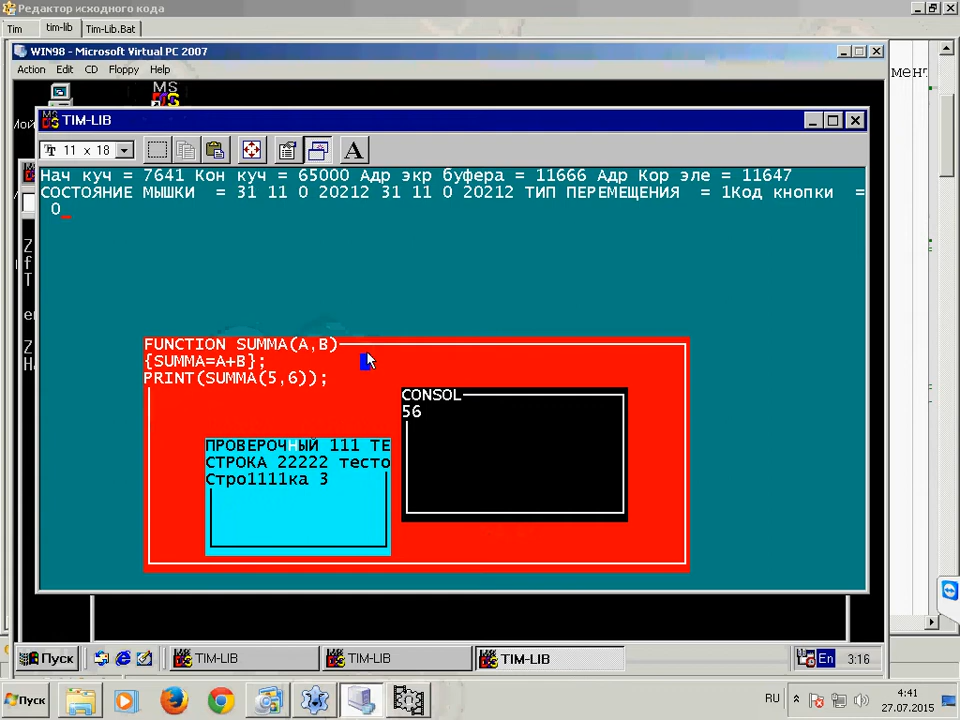 Редактор исходного кода
Tim tim-lib Tim-Lib.Bat
WIN98 - Microsoft Virtual PC 2007
Action Edit CD Floppy Help
мент
Мой
TIM-LIB
11 x 18
Нач куч = 7641 Кон куч = 65000 Адр экр буфера = 11666 Адр Кор эле = 11647
СОСТОЯНИЕ МЫШКИ = 31 11 0 20212 31 11 0 20212 ТИП ПЕРЕМЕЩЕНИЯ = 1Код кнопки =
0
FUNCTION SUMMA(A,B)
{SUMMA=A+B};
PRINT(SUMMA(5,6));
CONSOL
56
ПРОВЕРОЧНЫЙ 111 ТЕ
СТРОКА 22222 тесто
Стро1111ка 3
Пуск TIM-LIB TIM-LIB TIM-LIB En 3:16
Пуск RU 4:41
27.07.2015